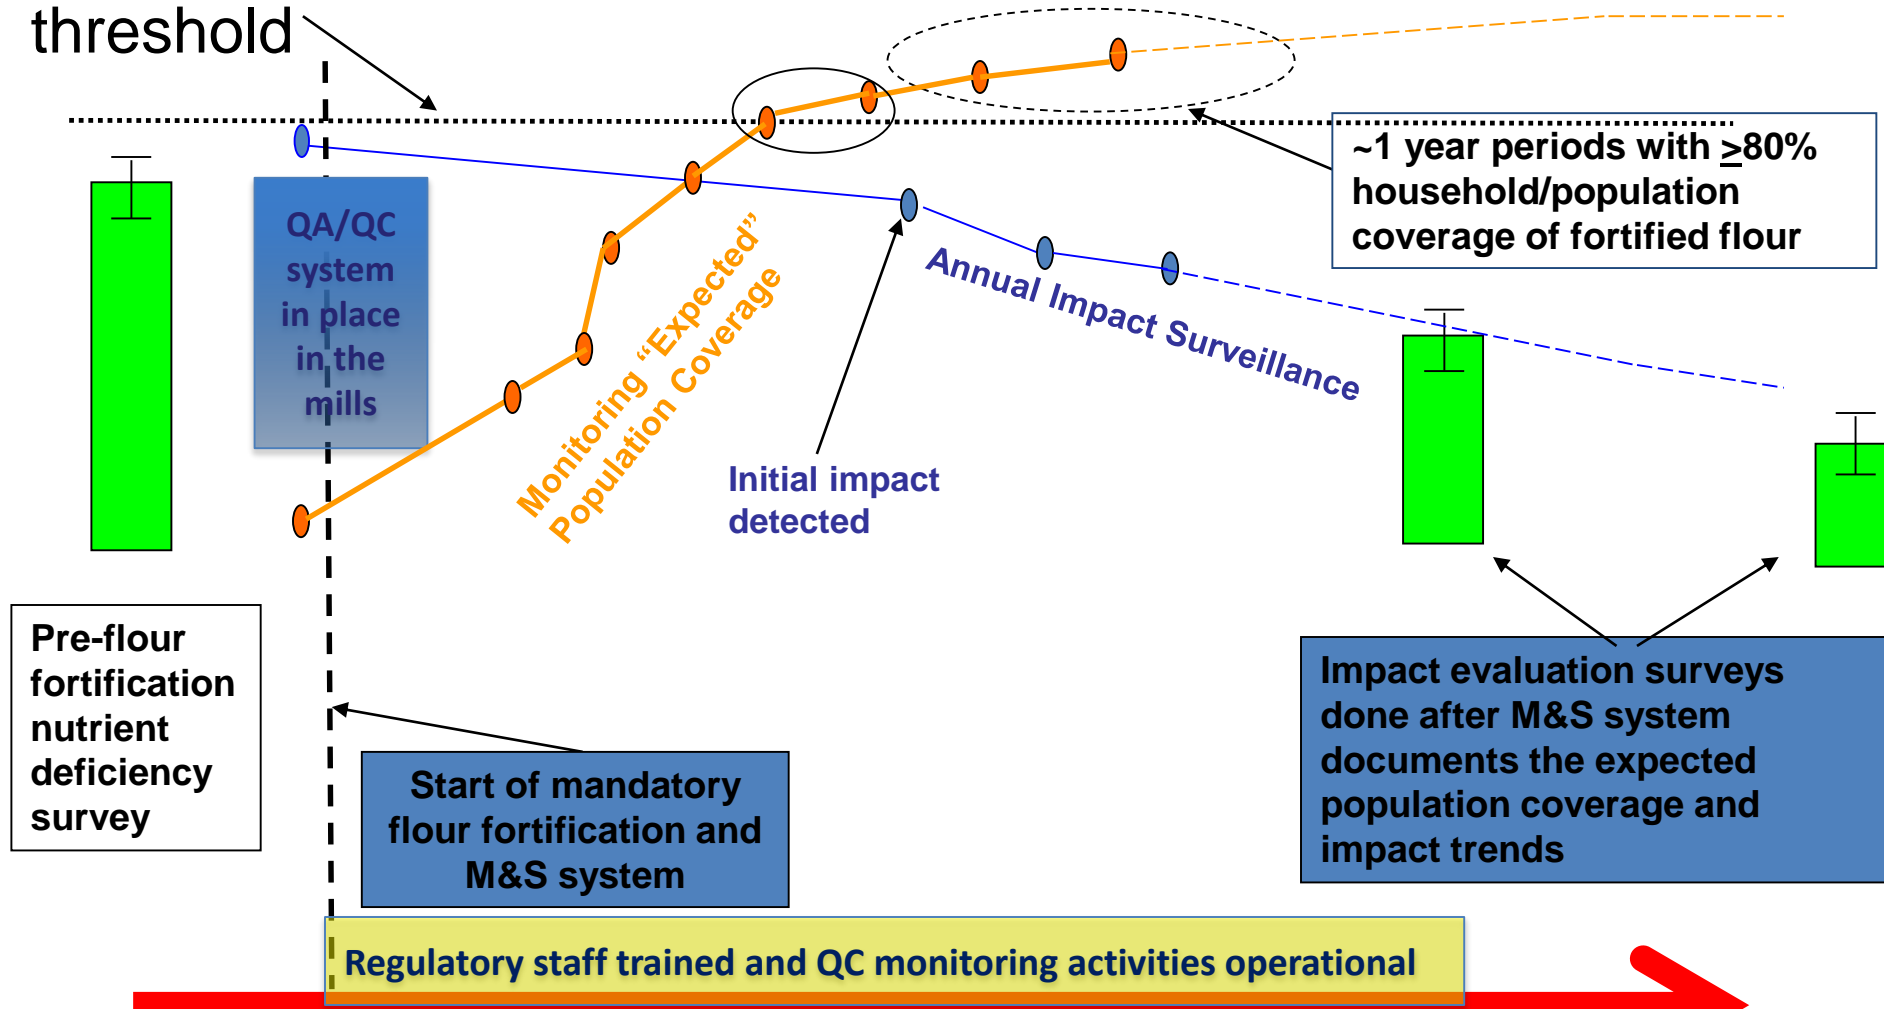 threshold
QA/QC
system
in place
in the
mills
~1 year periods with ≥80%
household/population
coverage of fortified flour
Monitoring “Expected”
Population Coverage
Annual Impact Surveillance
Initial impact
detected
Pre-flour
fortification
nutrient
deficiency
survey
Start of mandatory
flour fortification and
M&S system
Impact evaluation surveys
done after M&S system
documents the expected
population coverage and
impact trends
Regulatory staff trained and QC monitoring activities operational